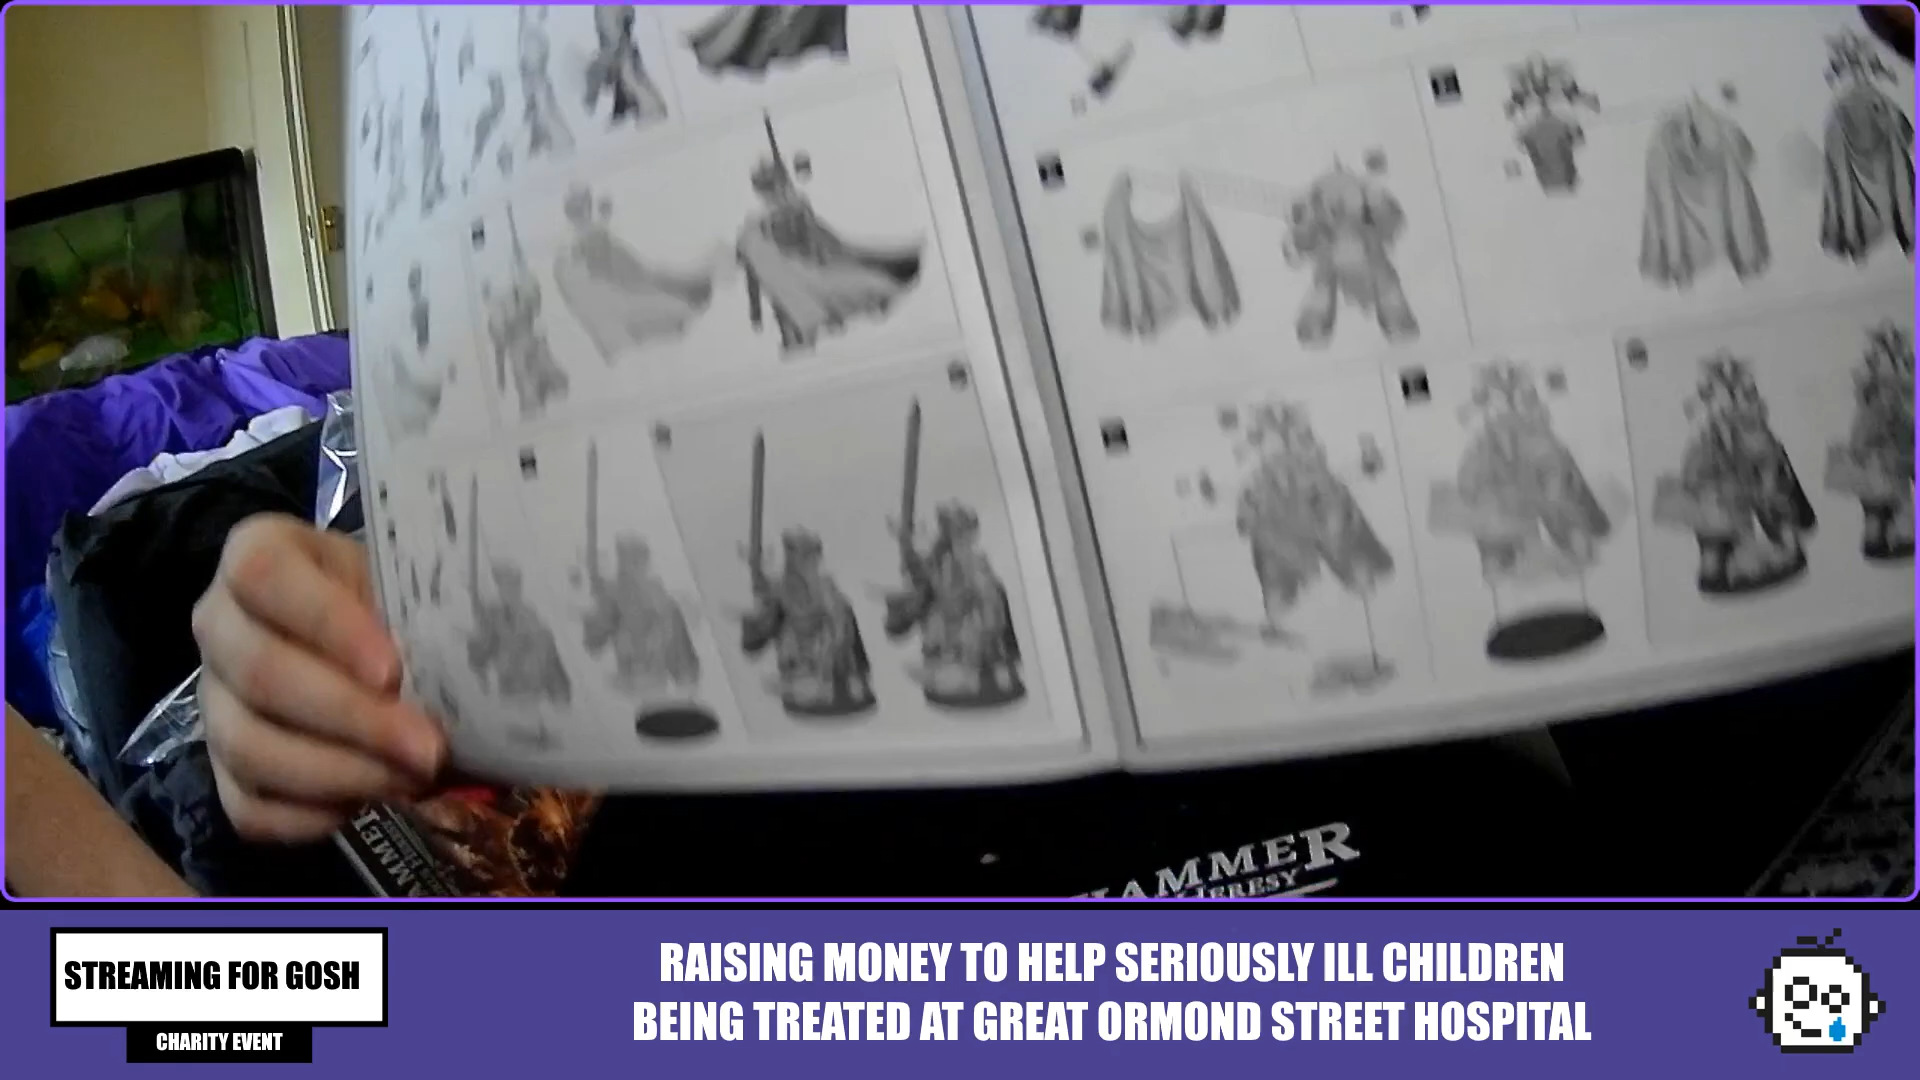 HAMMER
HERESY
STREAMING FOR GOSH
CHARITY EVENT
RAISING MONEY TO HELP SERIOUSLY ILL CHILDREN
BEING TREATED AT GREAT ORMOND STREET HOSPITAL